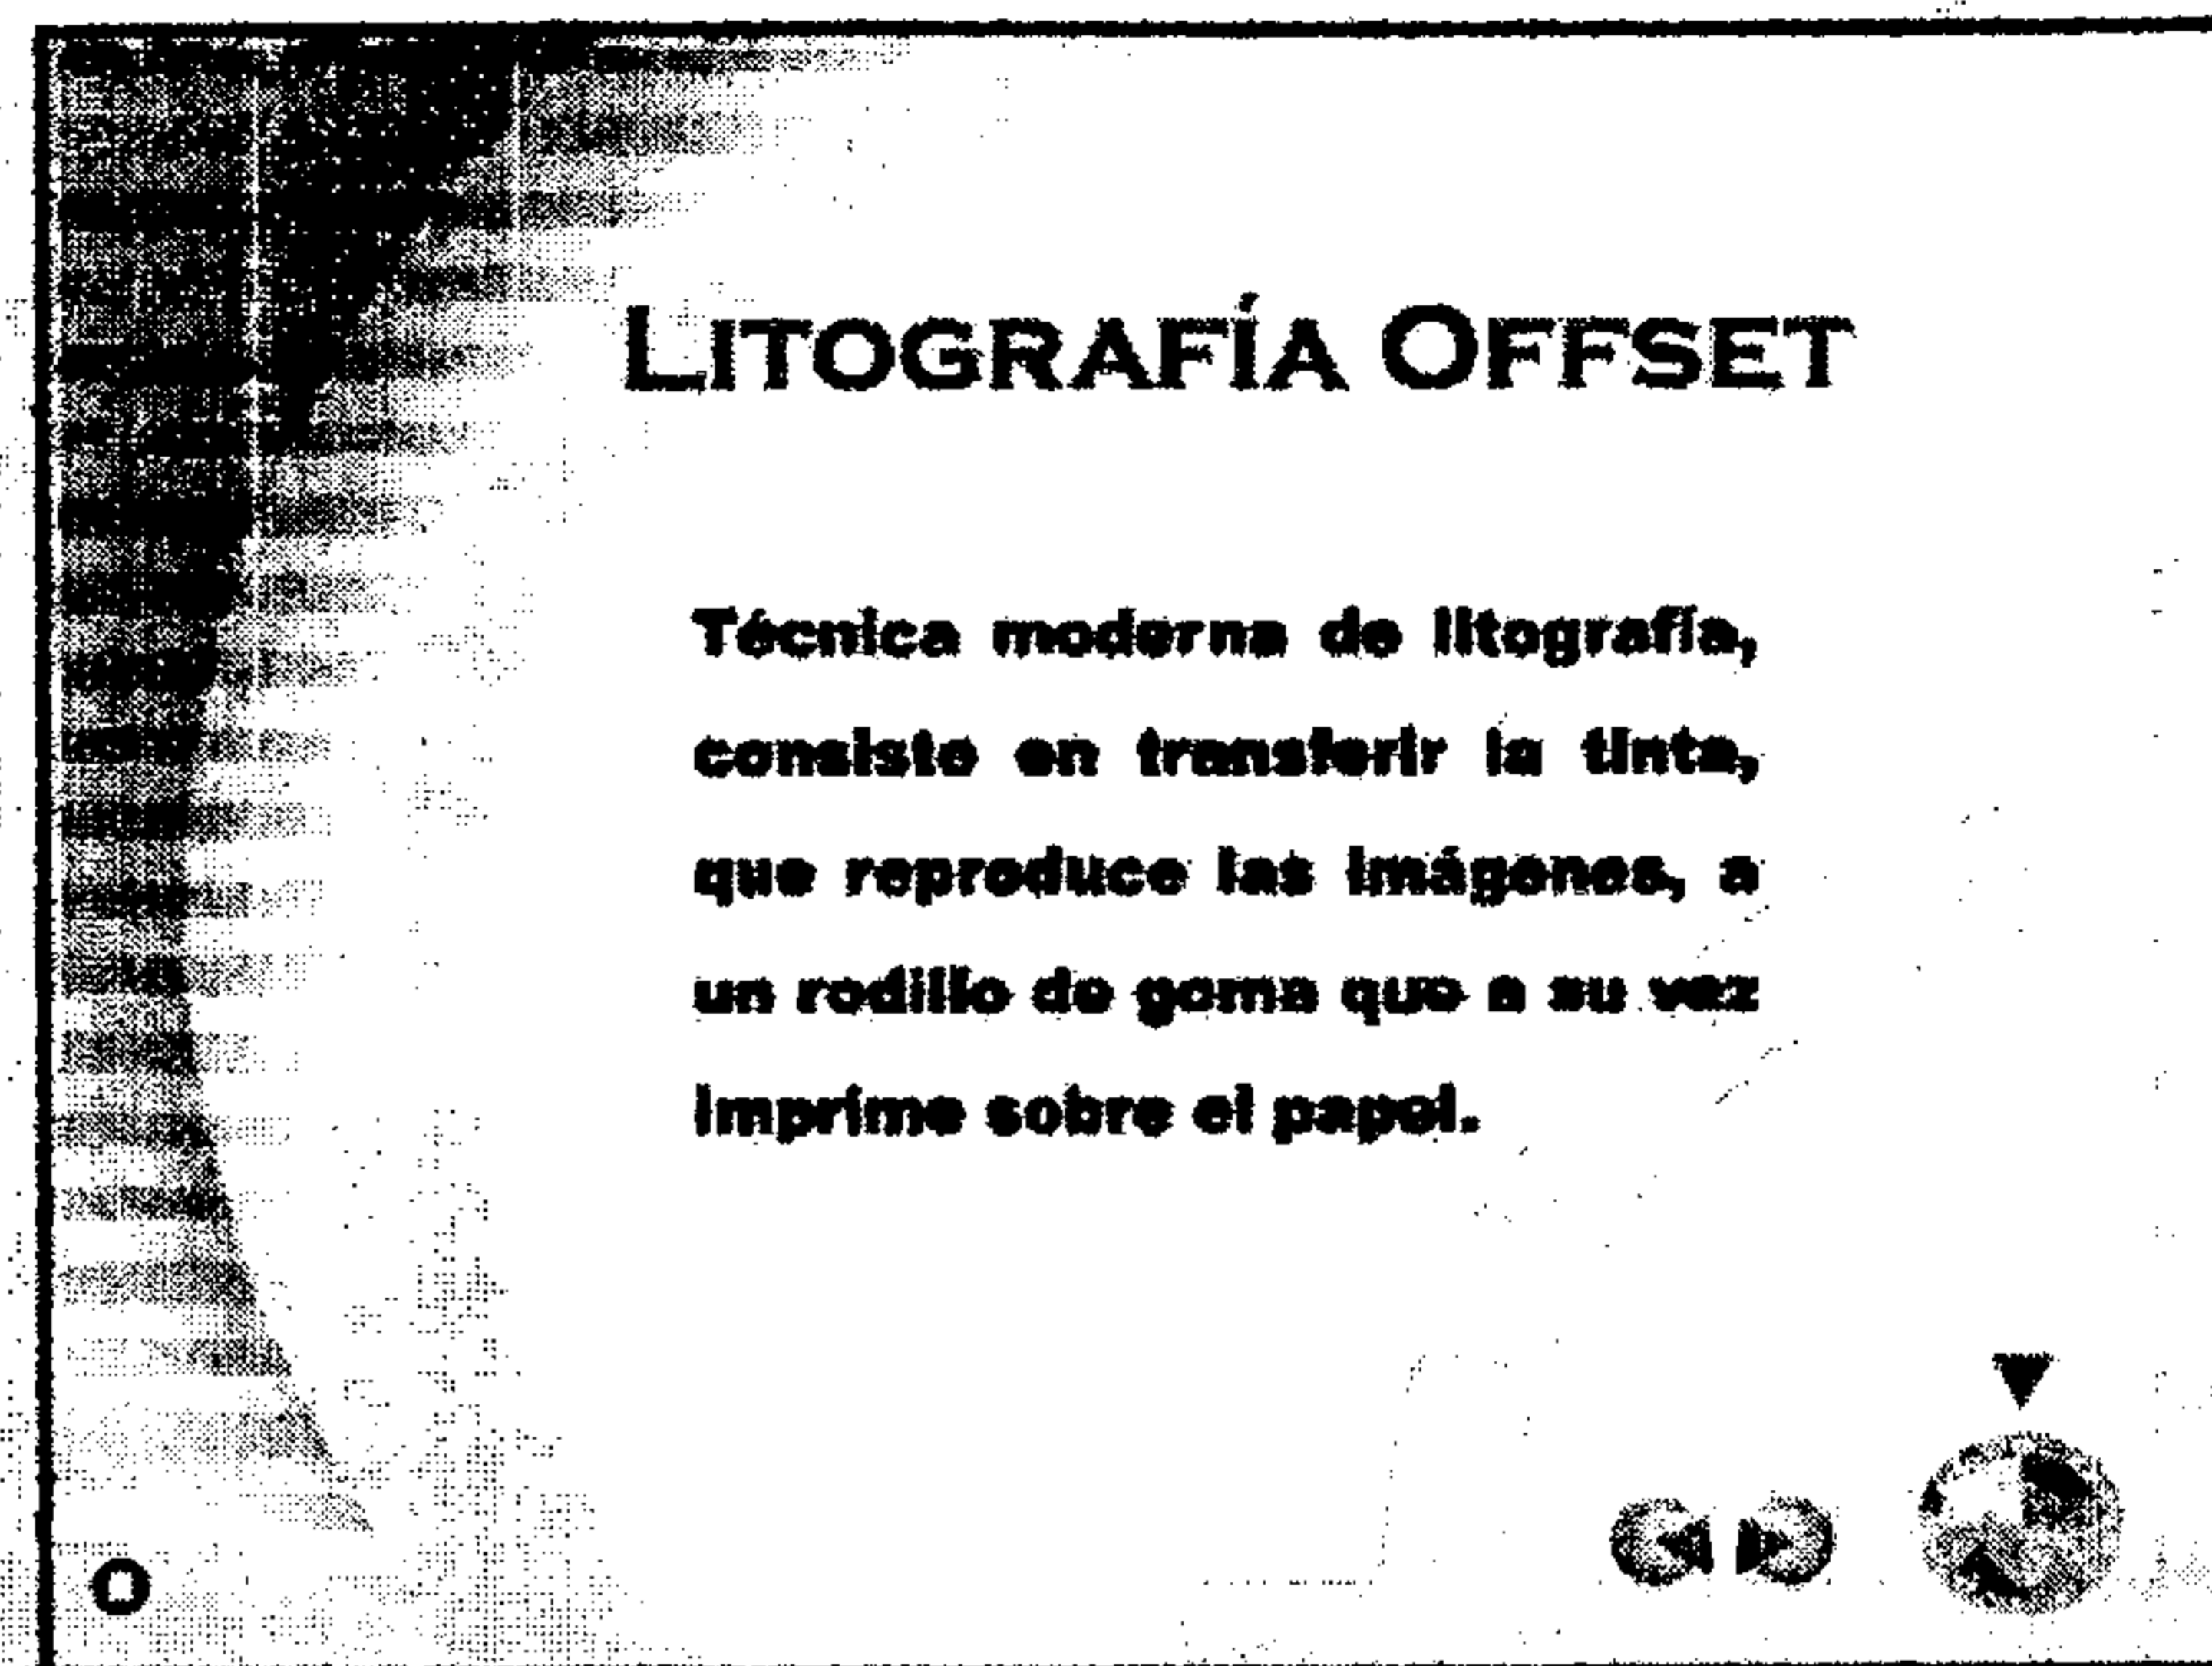 LITOGRAFÍA OFFSET
Técnica moderna de litografía,
consiste en transferir la tinta,
que reproduce las imágenes, a
un rodillo de goma que a su vez
imprime sobre el papel.
O